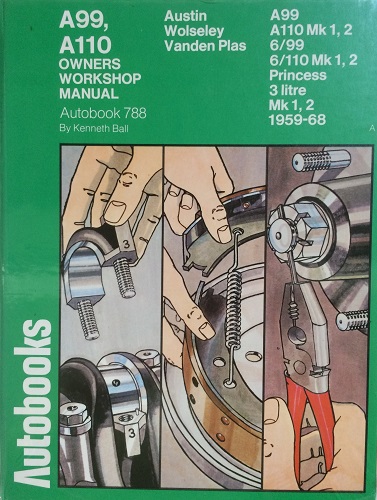 A99,
A110
OWNERS
WORKSHOP
MANUAL
Autobook 788
By Kenneth Ball
Austin
Wolseley
Vanden Plas
A99
A110 Mk 1, 2
6/99
6/110 Mk 1, 2
Princess
3 litre
Mk 1, 2
1959-68
A
3
3
Autobooks